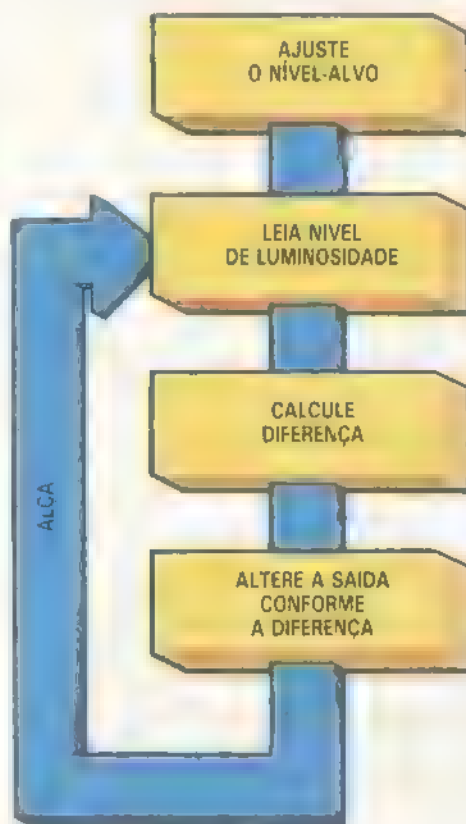 AJUSTE
O NÍVEL-ALVO
LEIA NIVEL
DE LUMINOSIDADE
CALCULE
DIFERENÇA
ALTERE A SAIDA
CONFORME
A DIFERENÇA
ALÇA